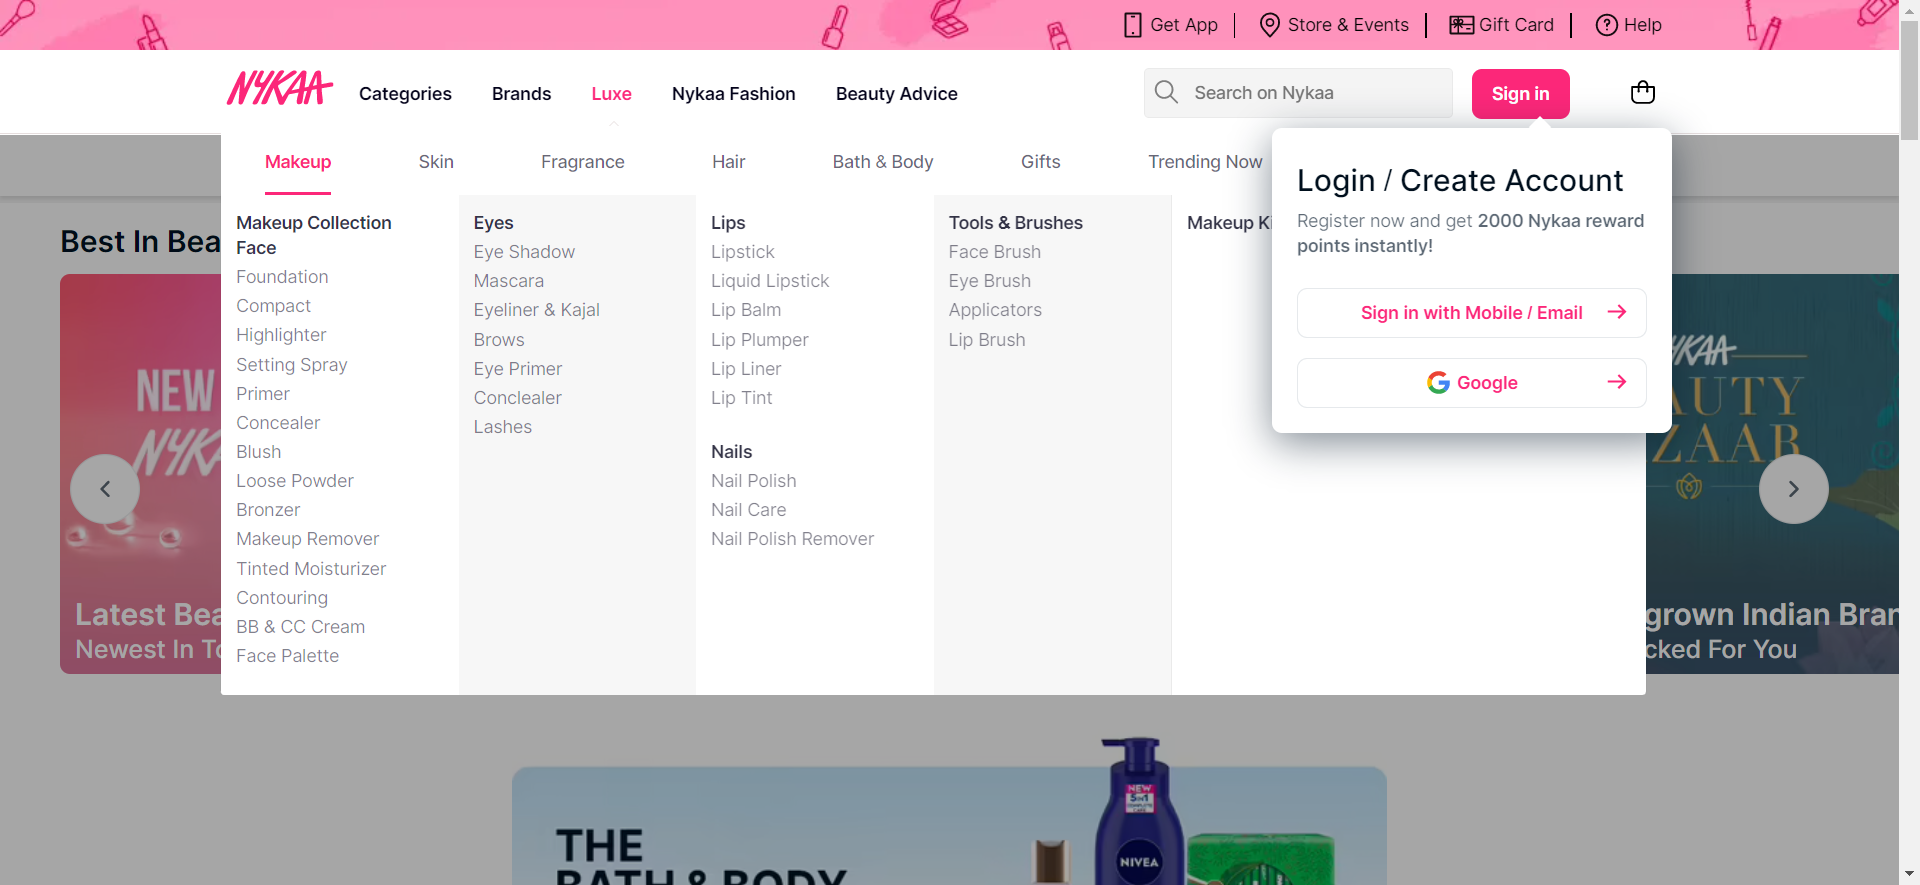 Get App
Store & Events
Gift Card
Help
NYKAA
Categories
Brands
Luxe
Nykaa Fashion
Beauty Advice
Search on Nykaa
Sign in
Makeup
Skin
Fragrance
Hair
Bath & Body
Gifts
Trending Now
Login / Create Account
Register now and get 2000 Nykaa reward
points instantly!
Sign in with Mobile / Email
Google
Makeup Collection
Face
Foundation
Compact
Highlighter
Setting Spray
Primer
Concealer
Blush
Loose Powder
Bronzer
Makeup Remover
Tinted Moisturizer
Contouring
BB & CC Cream
Face Palette
Eyes
Eye Shadow
Mascara
Eyeliner & Kajal
Brows
Eye Primer
Conclealer
Lashes
Lips
Lipstick
Liquid Lipstick
Lip Balm
Lip Plumper
Lip Liner
Lip Tint
Nails
Nail Polish
Nail Care
Nail Polish Remover
Tools & Brushes
Face Brush
Eye Brush
Applicators
Lip Brush
Makeup Ki
Best In Bea
NEW
NYKA
Latest Bea
Newest In To
YKAA
AUTY
ZAAR
grown Indian Bran
cked For You
THE
BATH & BODY
NEW
5in1
NIVEA